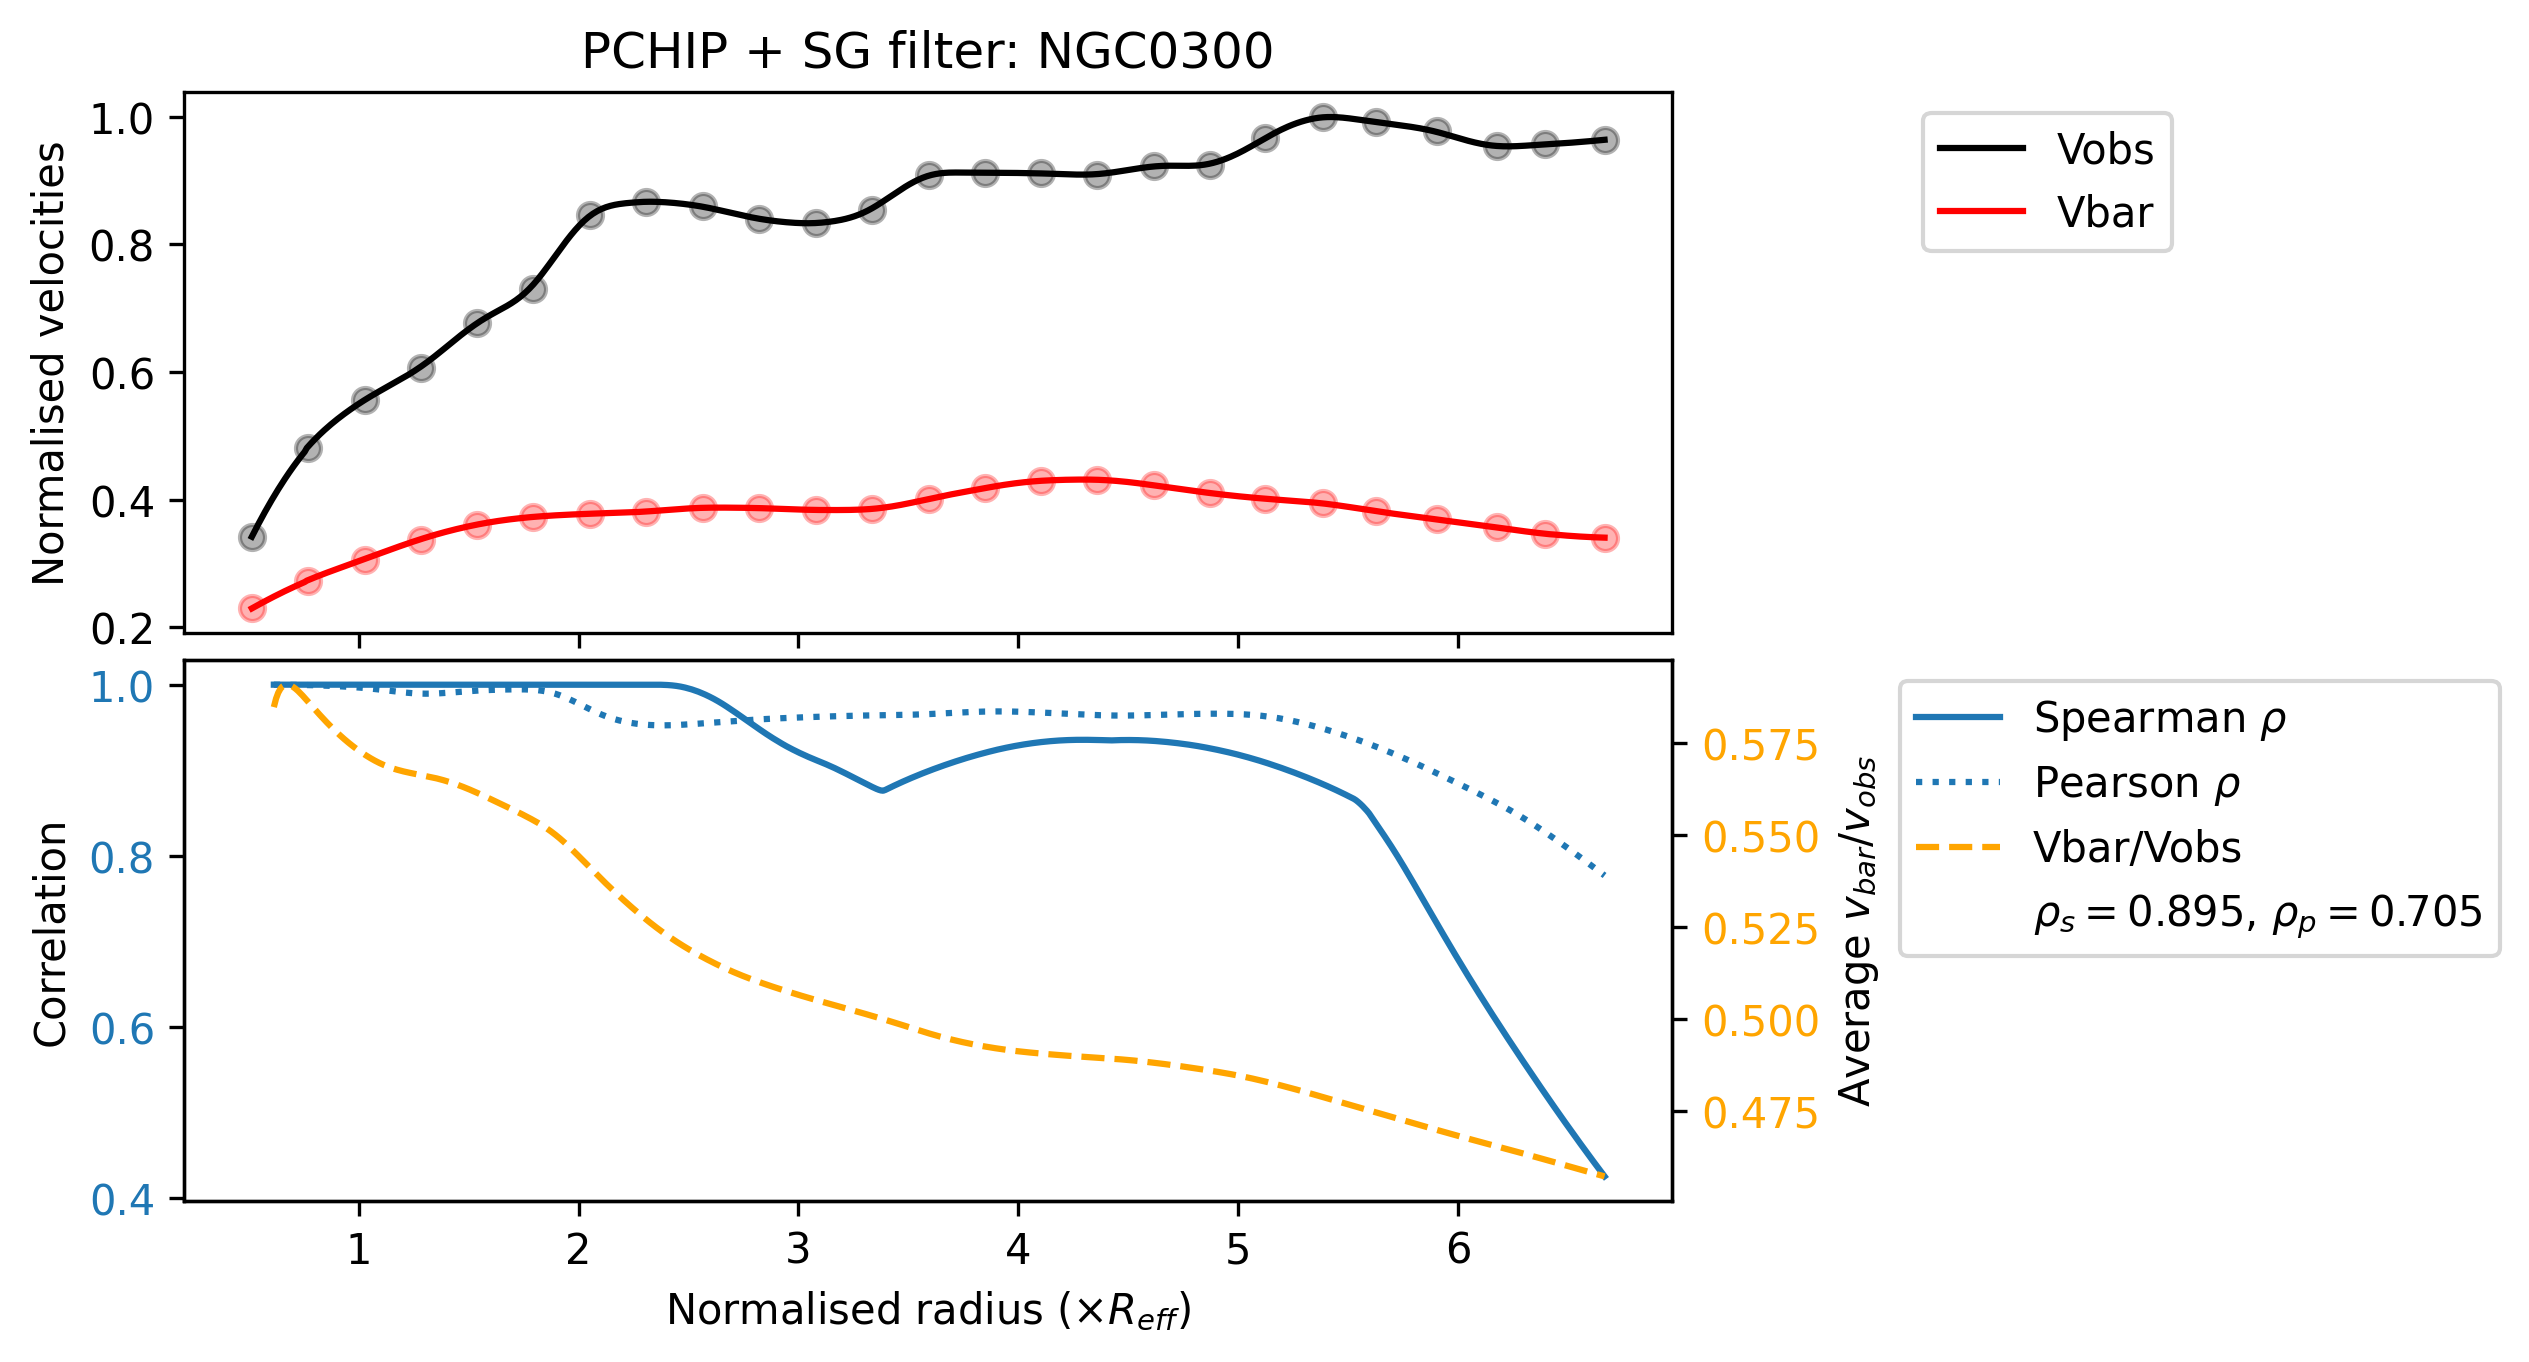 PCHIP + SG filter: NGC0300
Normalised velocities
1.0
0.8
0.6
0.4
0.2
Vobs
Vbar
Correlation
1.0
0.8
0.6
0.4
1 2 3 4 5 6
Normalised radius (×R_eff)
0.575
0.550
0.525
0.500
0.475
Average v_bar/v_obs
Spearman ρ
Pearson ρ
Vbar/Vobs
ρ_s = 0.895, ρ_p = 0.705